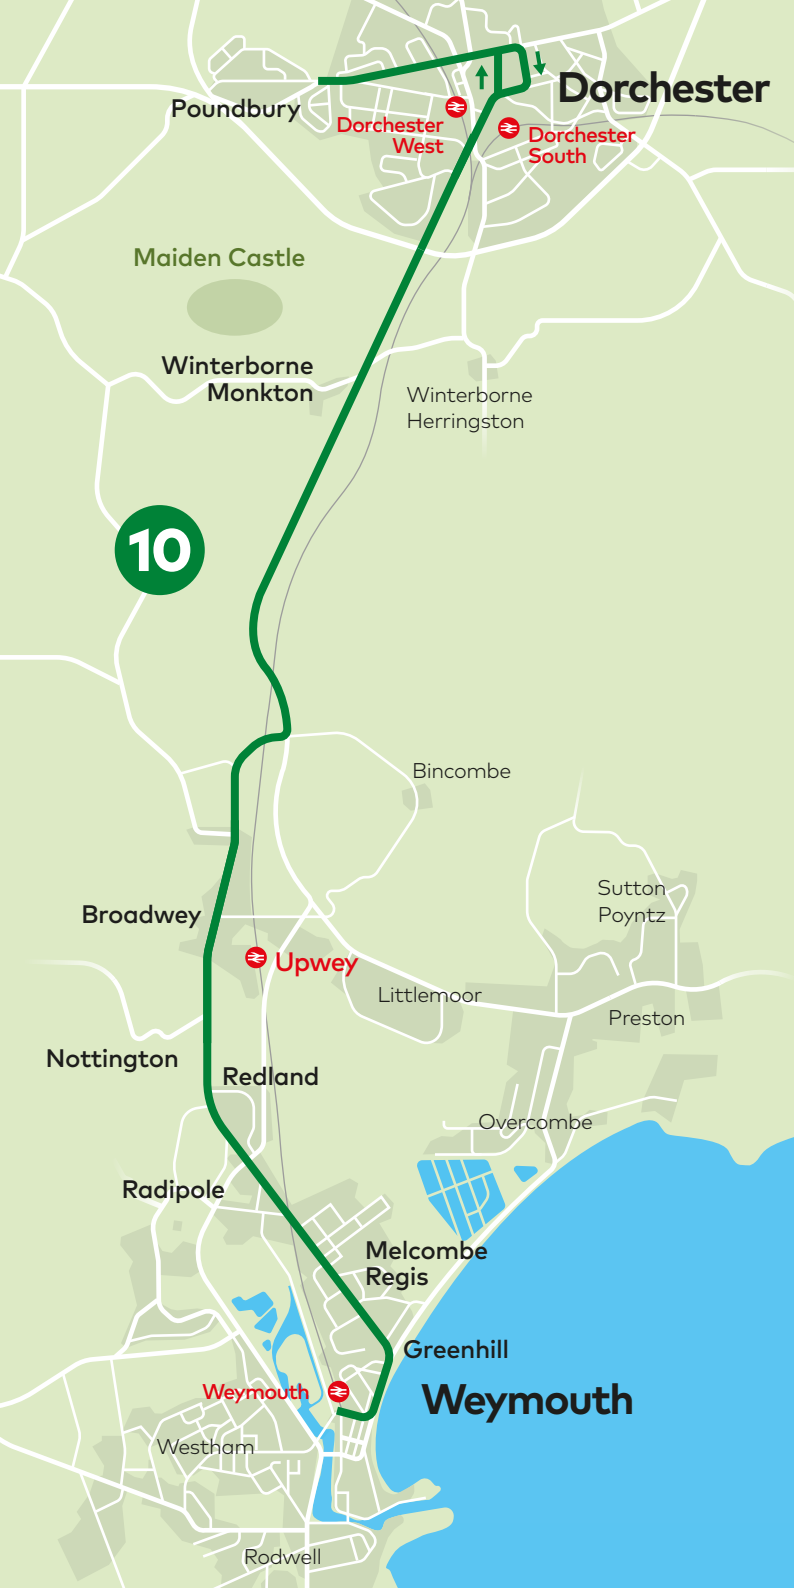 Dorchester
Poundbury
Dorchester
West
Dorchester
South
Maiden Castle
Winterborne
Monkton
Winterborne
Herringston
10
Bincombe
Sutton
Poyntz
Broadwey
Upwey
Littlemoor
Preston
Nottington
Redland
Overcombe
Radipole
Melcombe
Regis
Greenhill
Weymouth
Weymouth
Westham
Rodwell